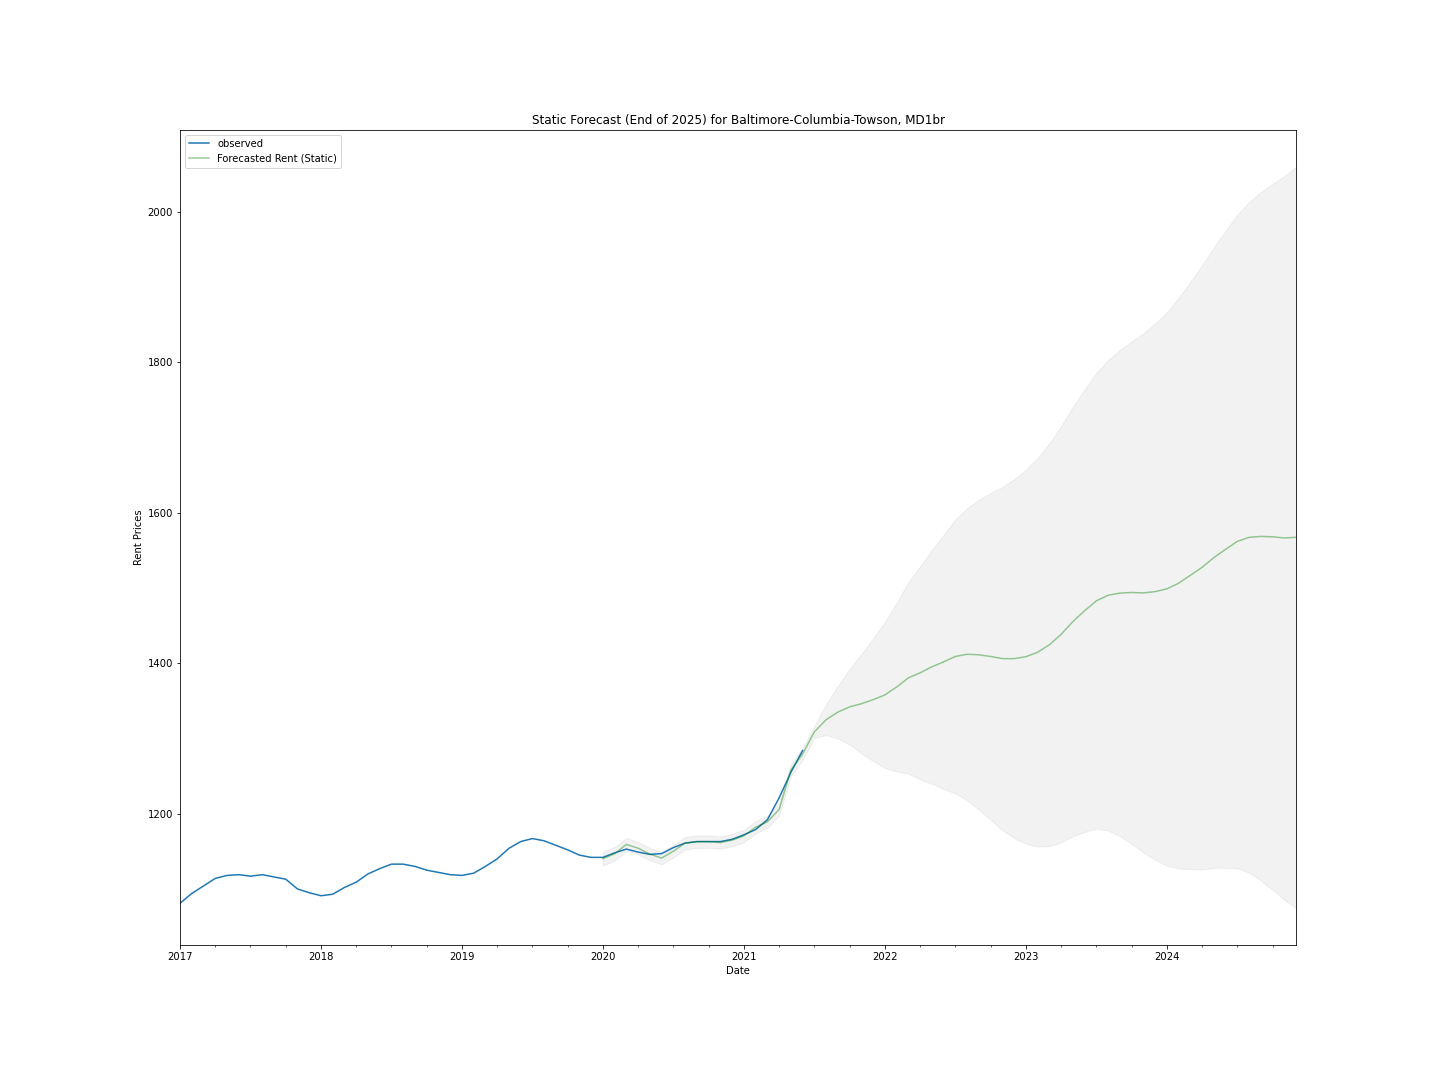 Static Forecast (End of 2025) for Baltimore-Columbia-Towson, MD1br
observed
Forecasted Rent (Static)
2000
1800
1600
1400
1200
Rent Prices
2017 2018 2019 2020 2021 2022 2023 2024
Date